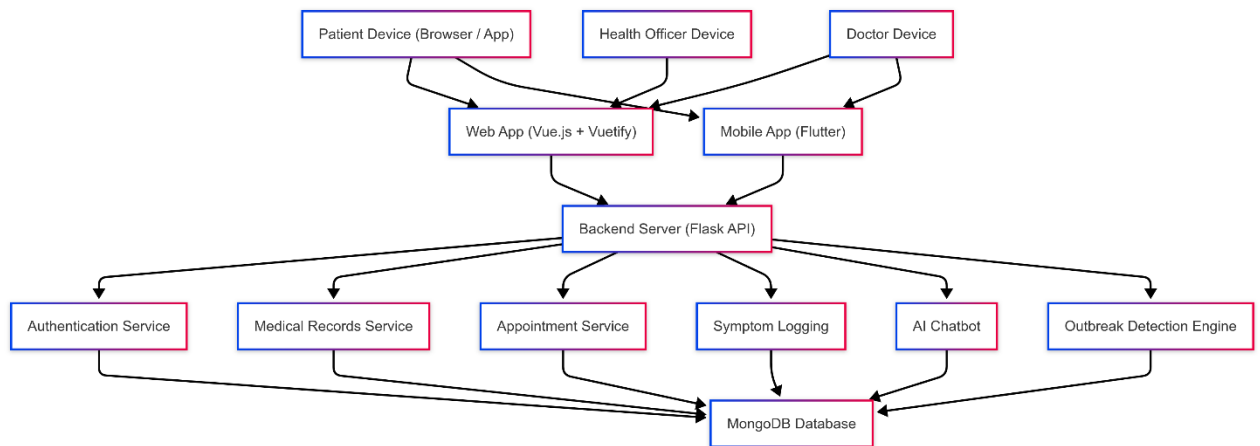 Patient Device (Browser / App)
Health Officer Device
Doctor Device
Web App (Vue.js + Vuetify)
Mobile App (Flutter)
Backend Server (Flask API)
Authentication Service
Medical Records Service
Appointment Service
Symptom Logging
AI Chatbot
Outbreak Detection Engine
MongoDB Database